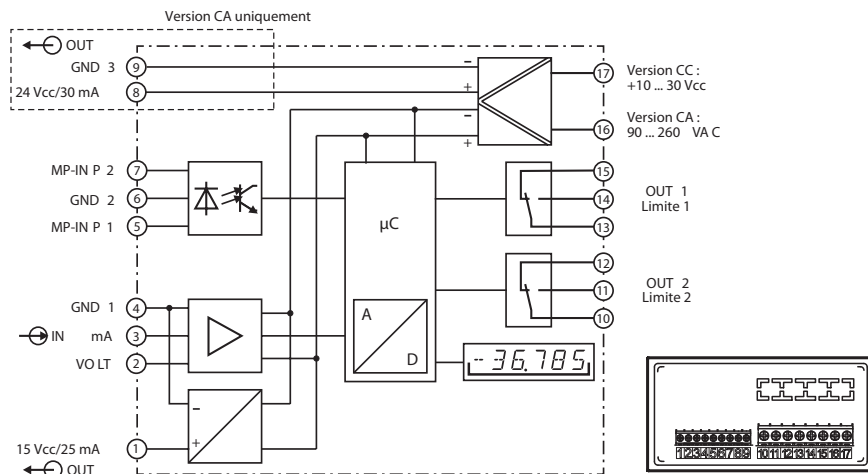 Version CA uniquement
OUT
GND 3
9
24 Vcc/30 mA
8
17
Version CC :
+10 ... 30 Vcc
16
Version CA :
90 ... 260 VA C
-
+
-
+
MP-IN P 2
7
GND 2
6
MP-IN P 1
5
µC
15
14
13
OUT 1
Limite 1
12
11
10
OUT 2
Limite 2
GND 1
4
IN
mA
3
VO LT
2
A
D
-36.785
-
+
15 Vcc/25 mA
1
OUT
1 2 3 4 5 6 7 8 9
10 11 12 13 14 15 16 17